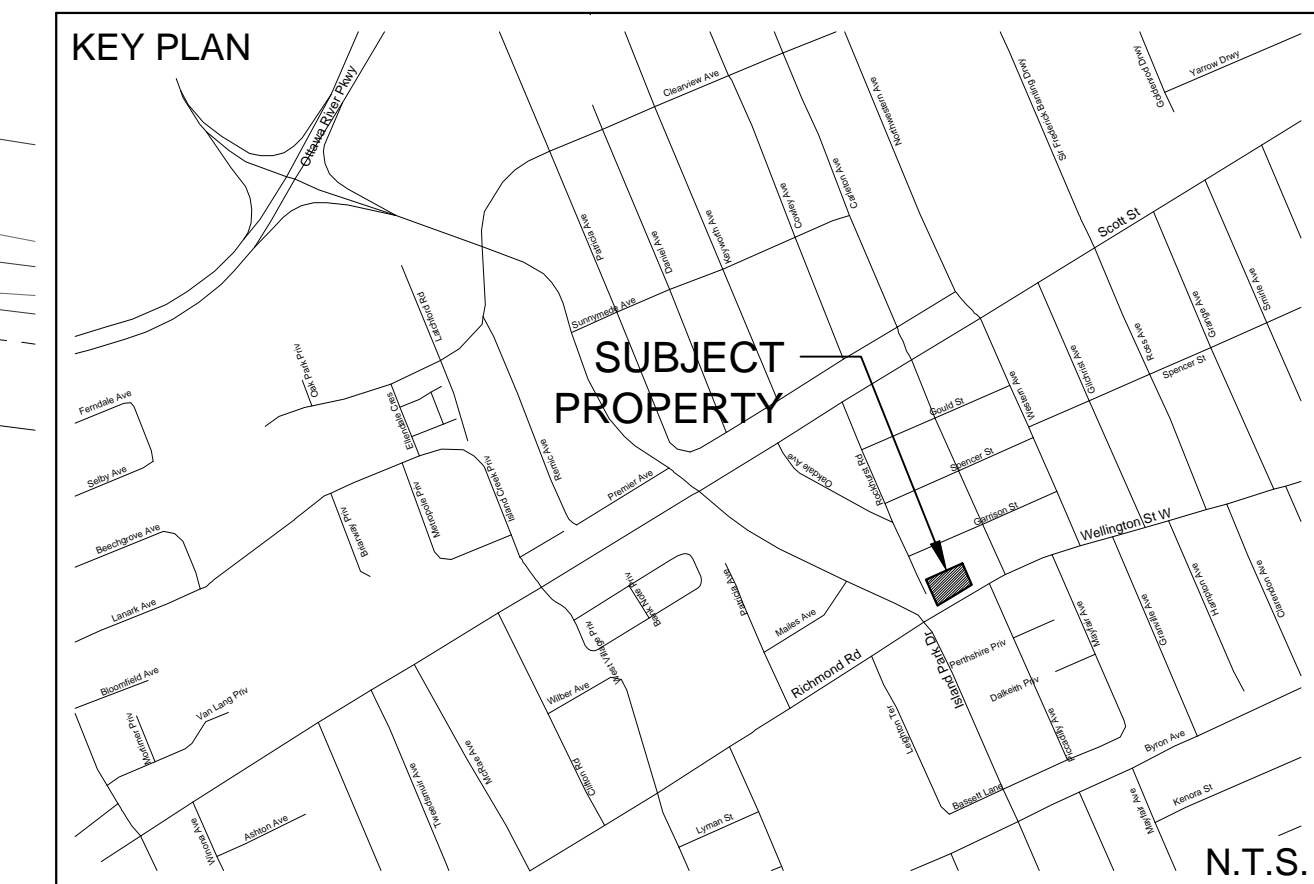 KEY PLAN
Ottawa River Pkwy
Clearview Ave
Northwestern Ave
Sir Frederick Banting Drwy
Goldenrod Drwy
Yarrow Drwy
Patricia Ave
Daniel Ave
Keyworth Ave
Cowley Ave
Carleton Ave
Scott St
Sunnymede Ave
Larchford Rd
Oak Park Priv
Ellendale Cres
SUBJECT
PROPERTY
Gould St
Western Ave
Gilchrist Ave
Ross Ave
Grange Ave
Smirle Ave
Spencer St
Ferndale Ave
Selby Ave
Beechgrove Ave
Lanark Ave
Briarway Priv
Metropole Priv
Island Creek Priv
Remic Ave
Premier Ave
Oakdale Ave
Rockhurst Rd
Spencer St
Garrison St
Wellington St W
Bloomfield Ave
Van Lang Priv
Mortimer Priv
West Village Priv
Bank Note Priv
Patricia Ave
Mailes Ave
Richmond Rd
Island Park Dr
Perthshire Priv
Dalkeith Priv
Mayfair Ave
Granville Ave
Hampton Ave
Clarendon Ave
Wilber Ave
Clifton Rd
McRae Ave
Tweedsmuir Ave
Winona Ave
Ashton Ave
Lyman St
Leighton Ter
Bassett Lane
Piccadilly Ave
Byron Ave
Mayfair Ave
Kenora St
N.T.S.